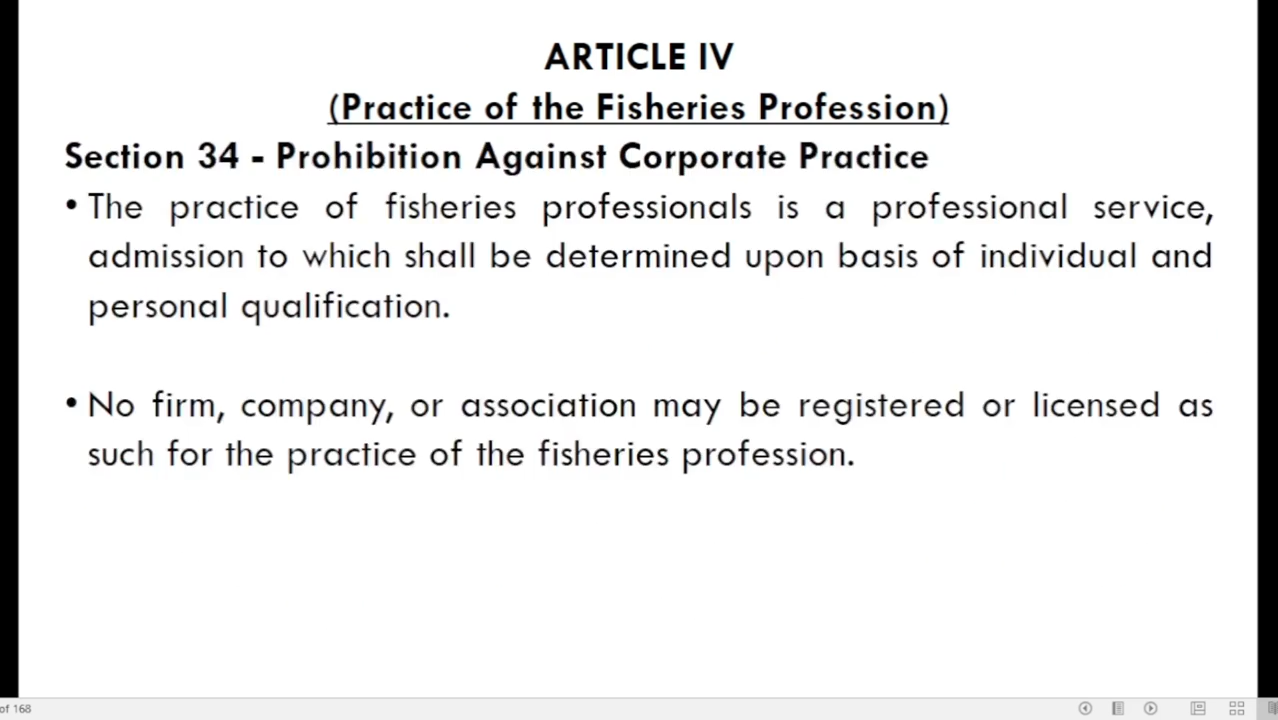 ARTICLE IV
(Practice of the Fisheries Profession)
Section 34 - Prohibition Against Corporate Practice
• The practice of fisheries professionals is a professional service,
admission to which shall be determined upon basis of individual and
personal qualification.
• No firm, company, or association may be registered or licensed as
such for the practice of the fisheries profession.
of 168